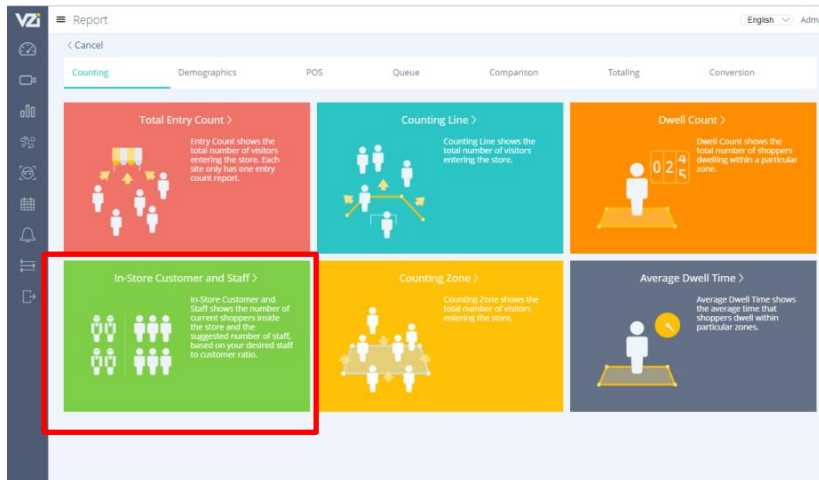 VZi
Report
English
Admi
< Cancel
Counting Demographics POS Queue Comparison Totaling Conversion
Total Entry Count >
Entry Count shows the
total number of visitors
entering the store. Each
site only has one entry
count report.
Counting Line >
Counting Line shows the
total number of visitors
entering the store.
Dwell Count >
Dwell Count shows the
total number of shoppers
dwelling within a particular
zone.
0 2 4
5
In-Store Customer and Staff >
In-Store Customer and
Staff shows the number of
current shoppers inside
the store and the
suggested number of staff,
based on your desired staff
to customer ratio.
Counting Zone >
Counting Zone shows the
total number of visitors
entering the store.
Average Dwell Time >
Average Dwell Time shows
the average time that
shoppers dwell within
particular zones.